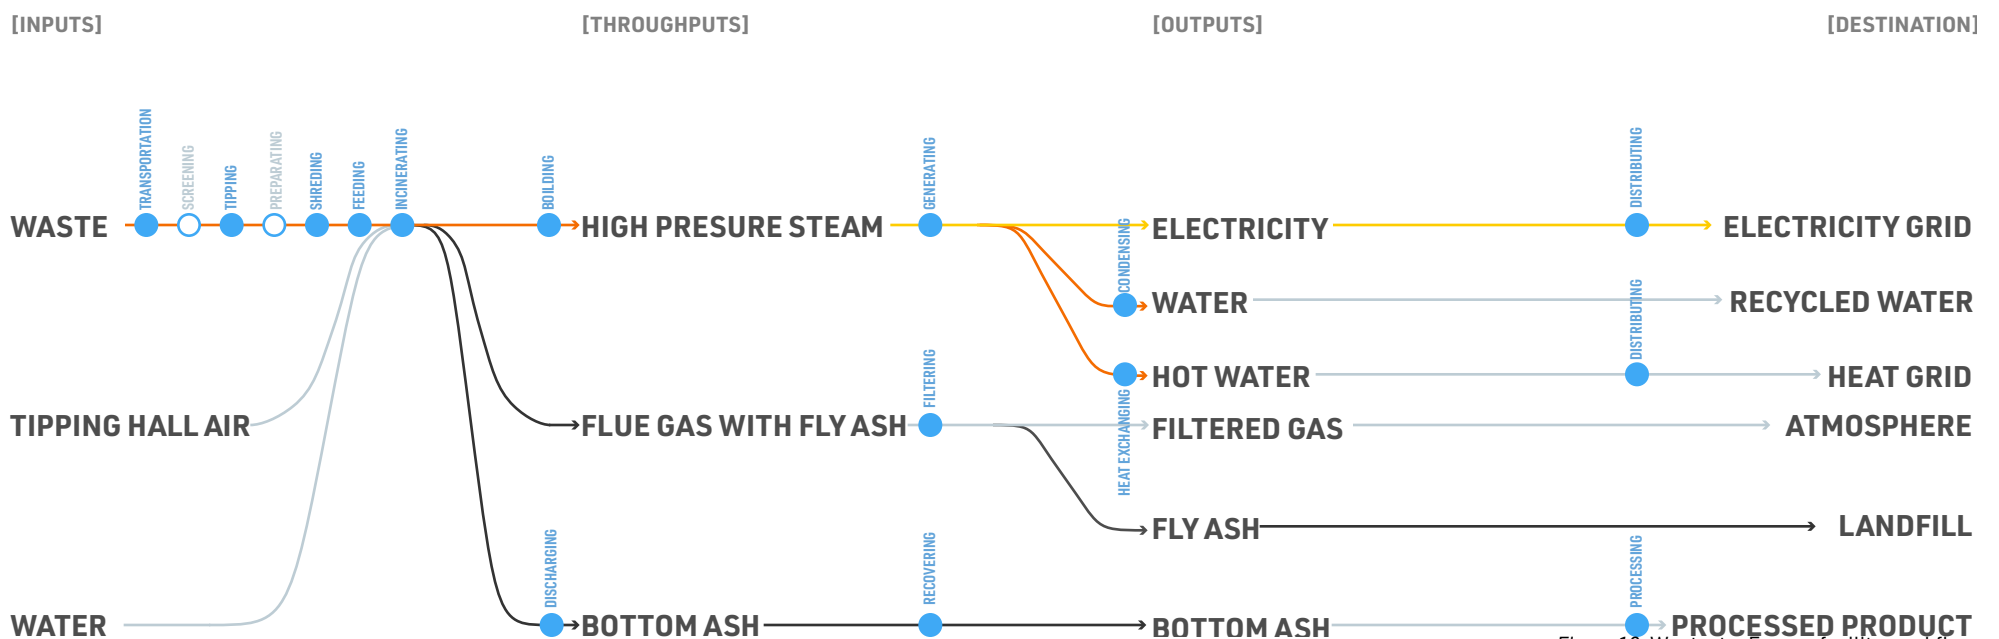 [INPUTS]
[THROUGHPUTS]
[OUTPUTS]
[DESTINATION]
TRANSPORTATION
SCREENING
TIPPING
PREPARATING
SHREDING
FEEDING
INCINERATING
BOILDING
GENERATING
DISTRIBUTING
WASTE
HIGH PRESURE STEAM
ELECTRICITY
ELECTRICITY GRID
CONDENSING
WATER
RECYCLED WATER
DISTRIBUTING
HOT WATER
HEAT GRID
HEAT EXCHANGING
FILTERING
TIPPING HALL AIR
FLUE GAS WITH FLY ASH
FILTERED GAS
ATMOSPHERE
FLY ASH
LANDFILL
DISCHARGING
RECOVERING
PROCESSING
WATER
BOTTOM ASH
BOTTOM ASH
PROCESSED PRODUCT